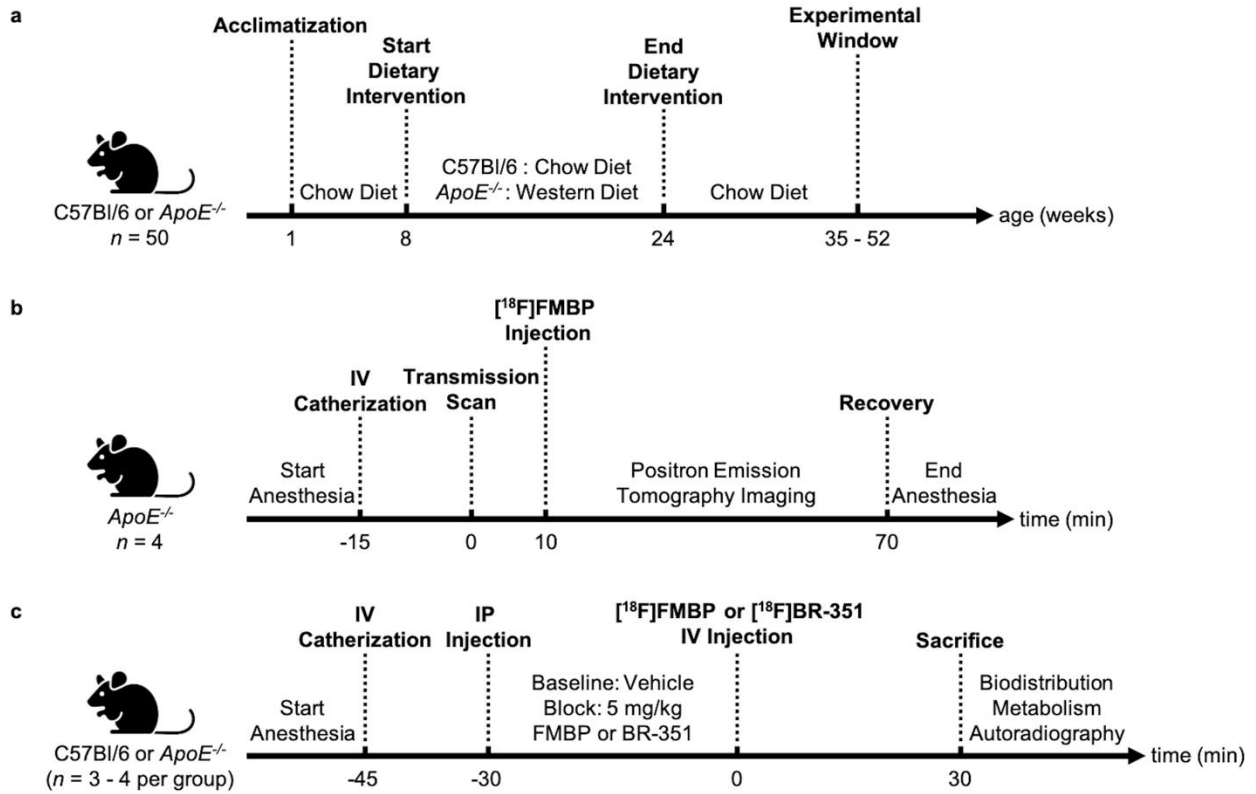 a
Acclimatization
Start
Dietary
Intervention
End
Dietary
Intervention
Experimental
Window
Chow Diet
C57Bl/6 : Chow Diet
ApoE-/- : Western Diet
Chow Diet
C57Bl/6 or ApoE-/-
n = 50
1
8
24
35 - 52
age (weeks)
b
[18F]FMBP
Injection
IV
Catherization
Transmission
Scan
Recovery
Start
Anesthesia
Positron Emission
Tomography Imaging
End
Anesthesia
ApoE-/-
n = 4
-15
0
10
70
time (min)
c
IV
Catherization
IP
Injection
[18F]FMBP or [18F]BR-351
IV Injection
Sacrifice
Start
Anesthesia
Baseline: Vehicle
Block: 5 mg/kg
FMBP or BR-351
Biodistribution
Metabolism
Autoradiography
C57Bl/6 or ApoE-/-
(n = 3 - 4 per group)
-45
-30
0
30
time (min)